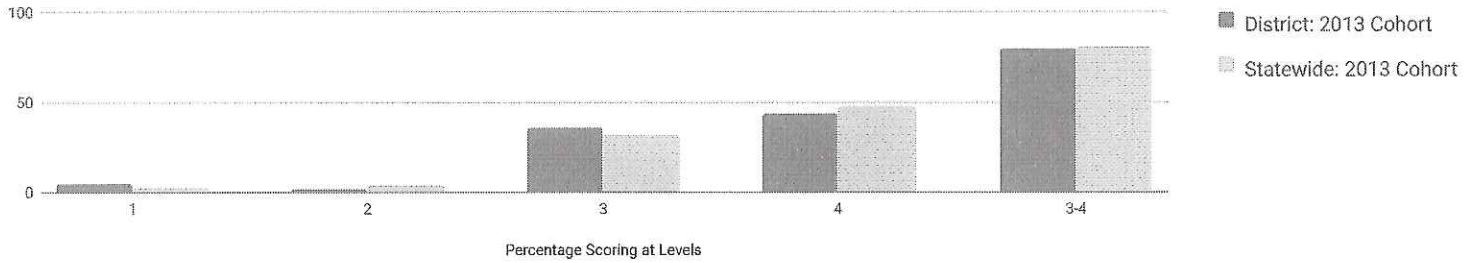 100
District: 2013 Cohort
Statewide: 2013 Cohort
50
0
1 2 3 4 3-4
Percentage Scoring at Levels